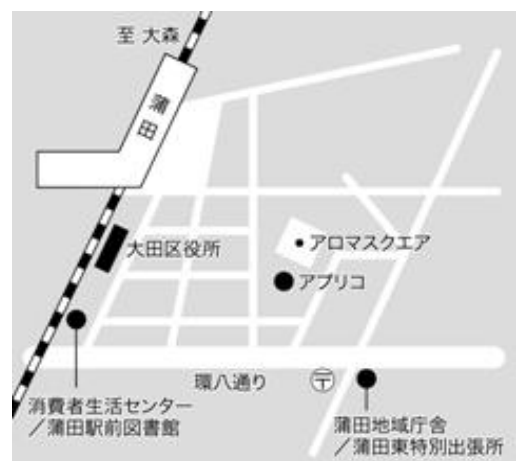 至 大森
蒲田
大田区役所
アロマスクエア
アプリコ
環八通り
〒
消費者生活センター
／蒲田駅前図書館
蒲田地域庁舎
／蒲田東特別出張所